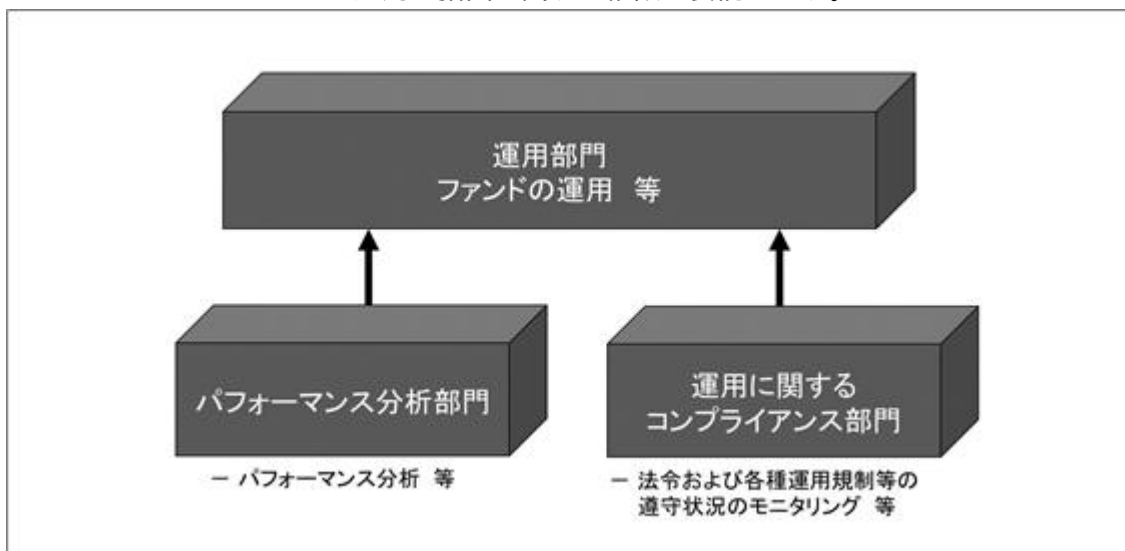 運用部門
ファンドの運用 等
パフォーマンス分析部門
－ パフォーマンス分析 等
運用に関する
コンプライアンス部門
－ 法令および各種運用規制等の
遵守状況のモニタリング 等